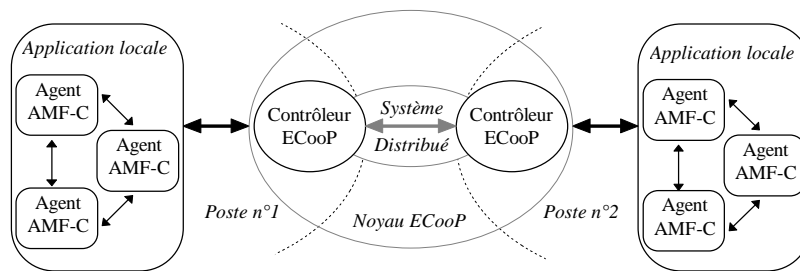 Application locale
Agent
AMF-C
Agent
AMF-C
Agent
AMF-C
Poste n°1
Contrôleur
ECooP
Système
Distribué
Contrôleur
ECooP
Noyau ECooP
Poste n°2
Application locale
Agent
AMF-C
Agent
AMF-C
Agent
AMF-C